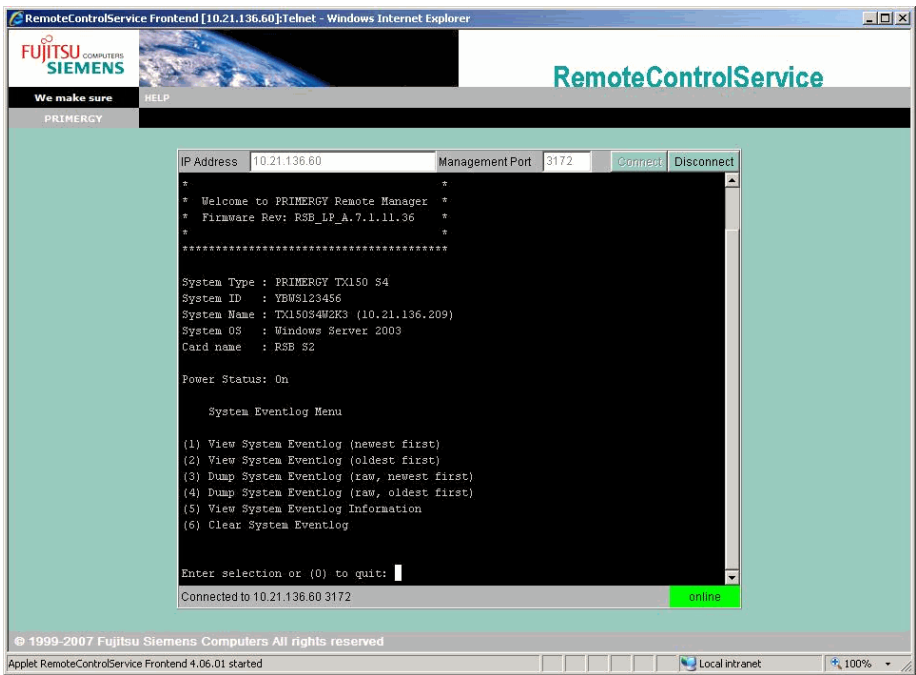 RemoteControlService Frontend [10.21.136.60]:Telnet - Windows Internet Explorer
FUJITSU COMPUTERS
SIEMENS
RemoteControlService
We make sure HELP
PRIMERGY
IP Address 10.21.136.60 Management Port 3172 Connect Disconnect
* *
* Welcome to PRIMERGY Remote Manager *
* Firmware Rev: RSB_LP_A.7.1.11.36 *
* *
****************************************
System Type : PRIMERGY TX150 S4
System ID : YBWS123456
System Name : TX150S4W2K3 (10.21.136.209)
System OS : Windows Server 2003
Card name : RSB S2
Power Status: On
System Eventlog Menu
(1) View System Eventlog (newest first)
(2) View System Eventlog (oldest first)
(3) Dump System Eventlog (raw, newest first)
(4) Dump System Eventlog (raw, oldest first)
(5) View System Eventlog Information
(6) Clear System Eventlog
Enter selection or (0) to quit:
Connected to 10.21.136.60 3172 online
© 1999-2007 Fujitsu Siemens Computers All rights reserved
Applet RemoteControlService Frontend 4.06.01 started Local intranet 100%